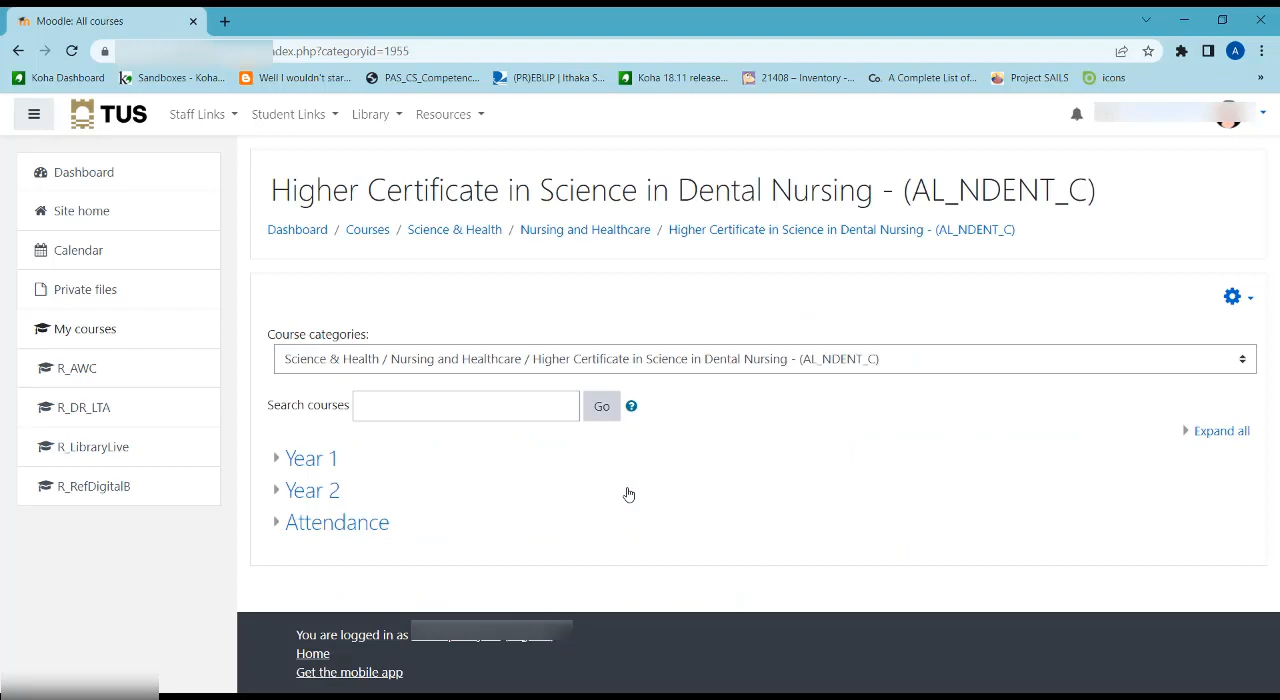 Moodle: All courses
ndex.php?categoryid=1955
A
Koha Dashboard
Sandboxes - Koha...
Well I wouldn't star...
PAS_CS_Competenc...
(PR)EBLIP | Ithaka S...
Koha 18.11 release...
21408 – Inventory -...
Co. A Complete List of...
Project SAILS
icons
»
TUS
Staff Links
Student Links
Library
Resources
Dashboard
Site home
Calendar
Private files
My courses
R_AWC
R_DR_LTA
R_LibraryLive
R_RefDigitalB
Higher Certificate in Science in Dental Nursing - (AL_NDENT_C)
Dashboard / Courses / Science & Health / Nursing and Healthcare / Higher Certificate in Science in Dental Nursing - (AL_NDENT_C)
Course categories:
Science & Health / Nursing and Healthcare / Higher Certificate in Science in Dental Nursing - (AL_NDENT_C)
Search courses
Go
?
Expand all
Year 1
Year 2
Attendance
You are logged in as
Home
Get the mobile app